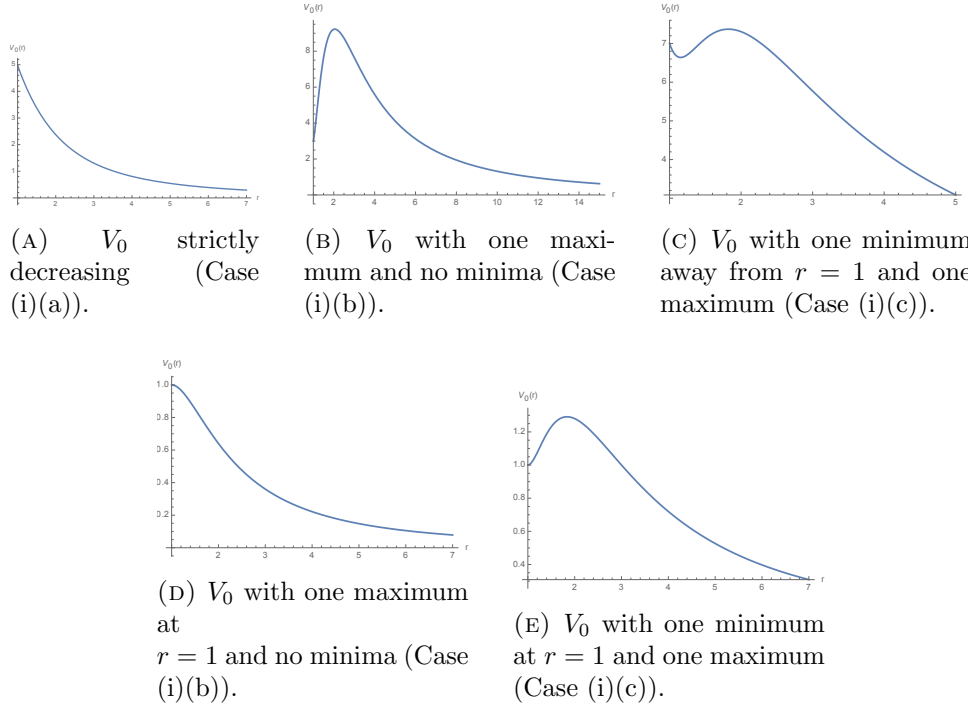 V₀(r)
5
4
3
2
1
2 3 4 5 6 7 r
V₀(r)
8
6
4
2
2 4 6 8 10 12 14 r
V₀(r)
7
6
5
4
1 2 3 4 5 r
(A) V₀ strictly
decreasing (Case
(i)(a)).
(B) V₀ with one maxi-
mum and no minima (Case
(i)(b)).
(C) V₀ with one minimum
away from r = 1 and one
maximum (Case (i)(c)).
V₀(r)
1.0
0.8
0.6
0.4
0.2
2 3 4 5 6 7 r
V₀(r)
1.2
1.0
0.8
0.6
0.4
2 3 4 5 6 7 r
(D) V₀ with one maximum
at
r = 1 and no minima (Case
(i)(b)).
(E) V₀ with one minimum
at r = 1 and one maximum
(Case (i)(c)).